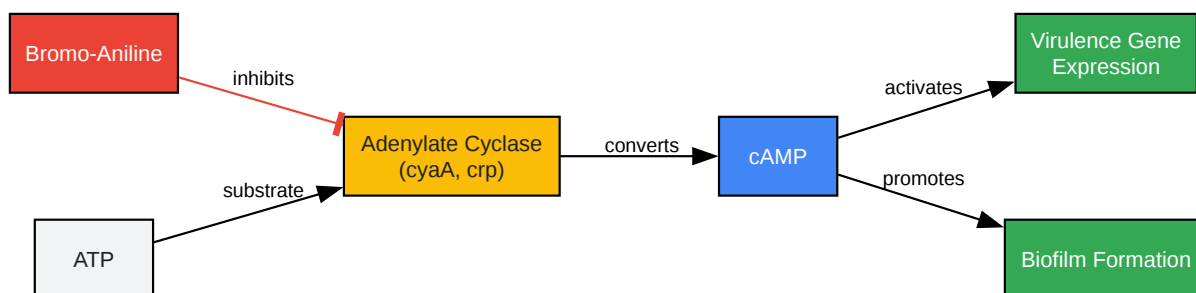 Bromo-Aniline
inhibits
ATP
substrate
Adenylate Cyclase
(cyaA, crp)
converts
cAMP
activates
promotes
Virulence Gene
Expression
Biofilm Formation